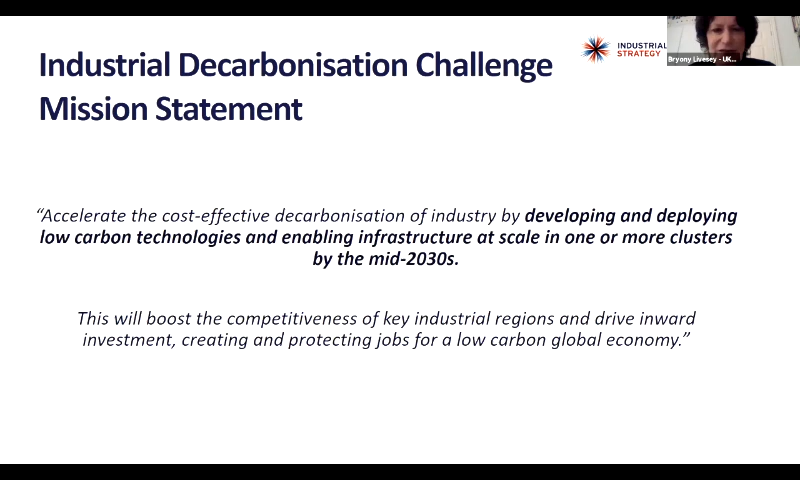 Industrial Decarbonisation Challenge
Mission Statement
INDUSTRIAL
STRATEGY
Bryony Livesey - UK...
“Accelerate the cost-effective decarbonisation of industry by developing and deploying
low carbon technologies and enabling infrastructure at scale in one or more clusters
by the mid-2030s.
This will boost the competitiveness of key industrial regions and drive inward
investment, creating and protecting jobs for a low carbon global economy.”